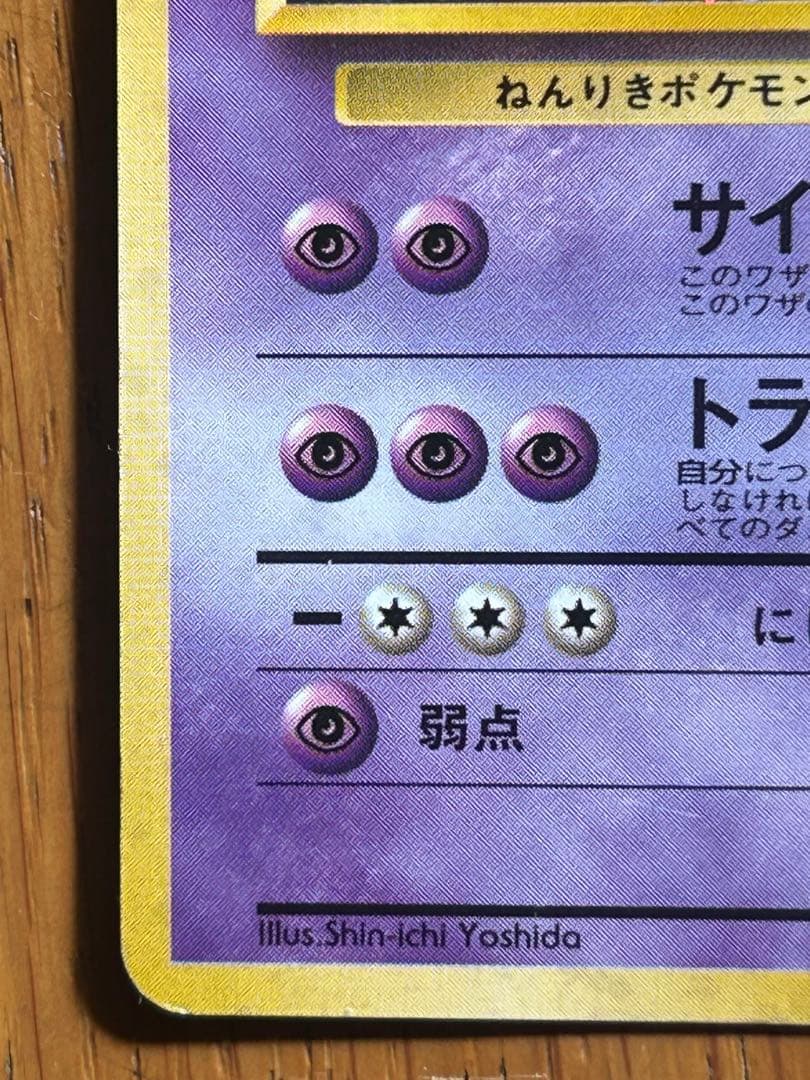 ねんりきポケモン
サイ
このワザ
このワザ
トラ
自分につ
しなけれ
べてのダ
ー に
弱点
Illus.Shin-ichi Yoshida